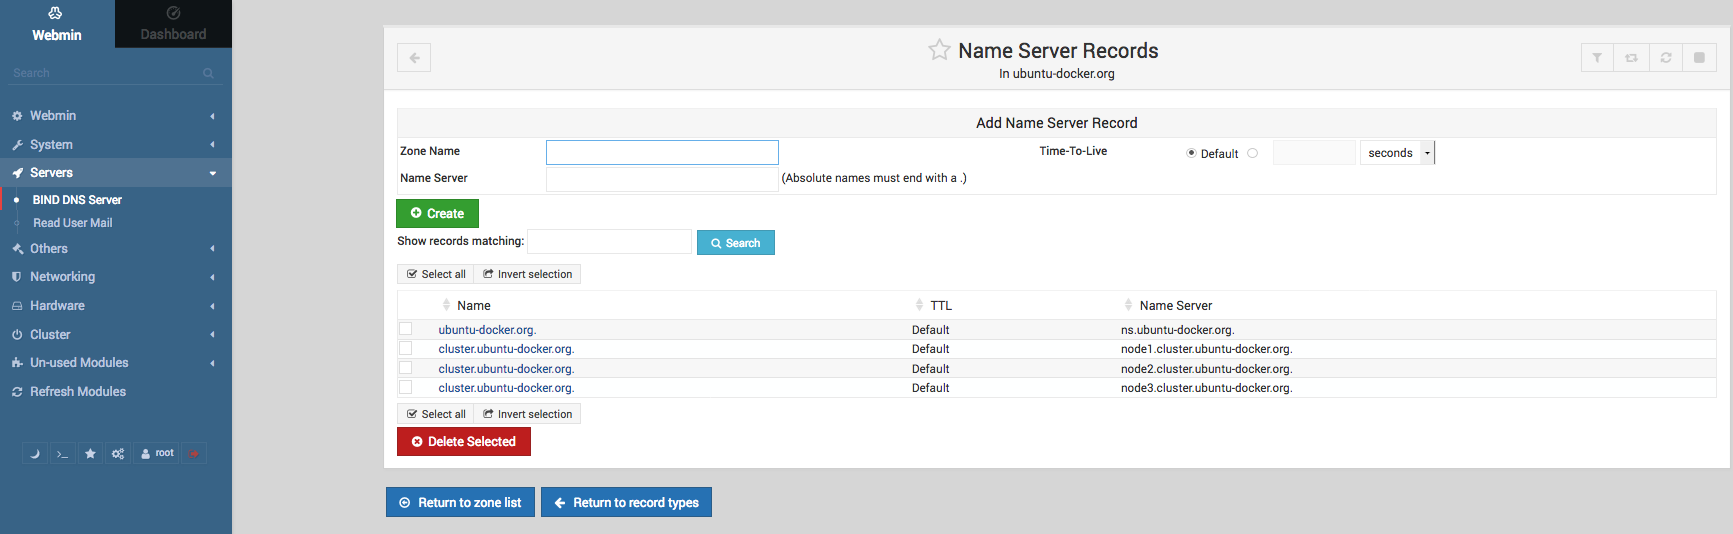 Webmin
Dashboard
Search
Webmin
System
Servers
BIND DNS Server
Read User Mail
Others
Networking
Hardware
Cluster
Un-used Modules
Refresh Modules
>_
root
Name Server Records
In ubuntu-docker.org
Add Name Server Record
Zone Name
Time-To-Live Default seconds
Name Server (Absolute names must end with a .)
Create
Show records matching: Search
Select all Invert selection
Name TTL Name Server
ubuntu-docker.org. Default ns.ubuntu-docker.org.
cluster.ubuntu-docker.org. Default node1.cluster.ubuntu-docker.org.
cluster.ubuntu-docker.org. Default node2.cluster.ubuntu-docker.org.
cluster.ubuntu-docker.org. Default node3.cluster.ubuntu-docker.org.
Select all Invert selection
Delete Selected
Return to zone list Return to record types